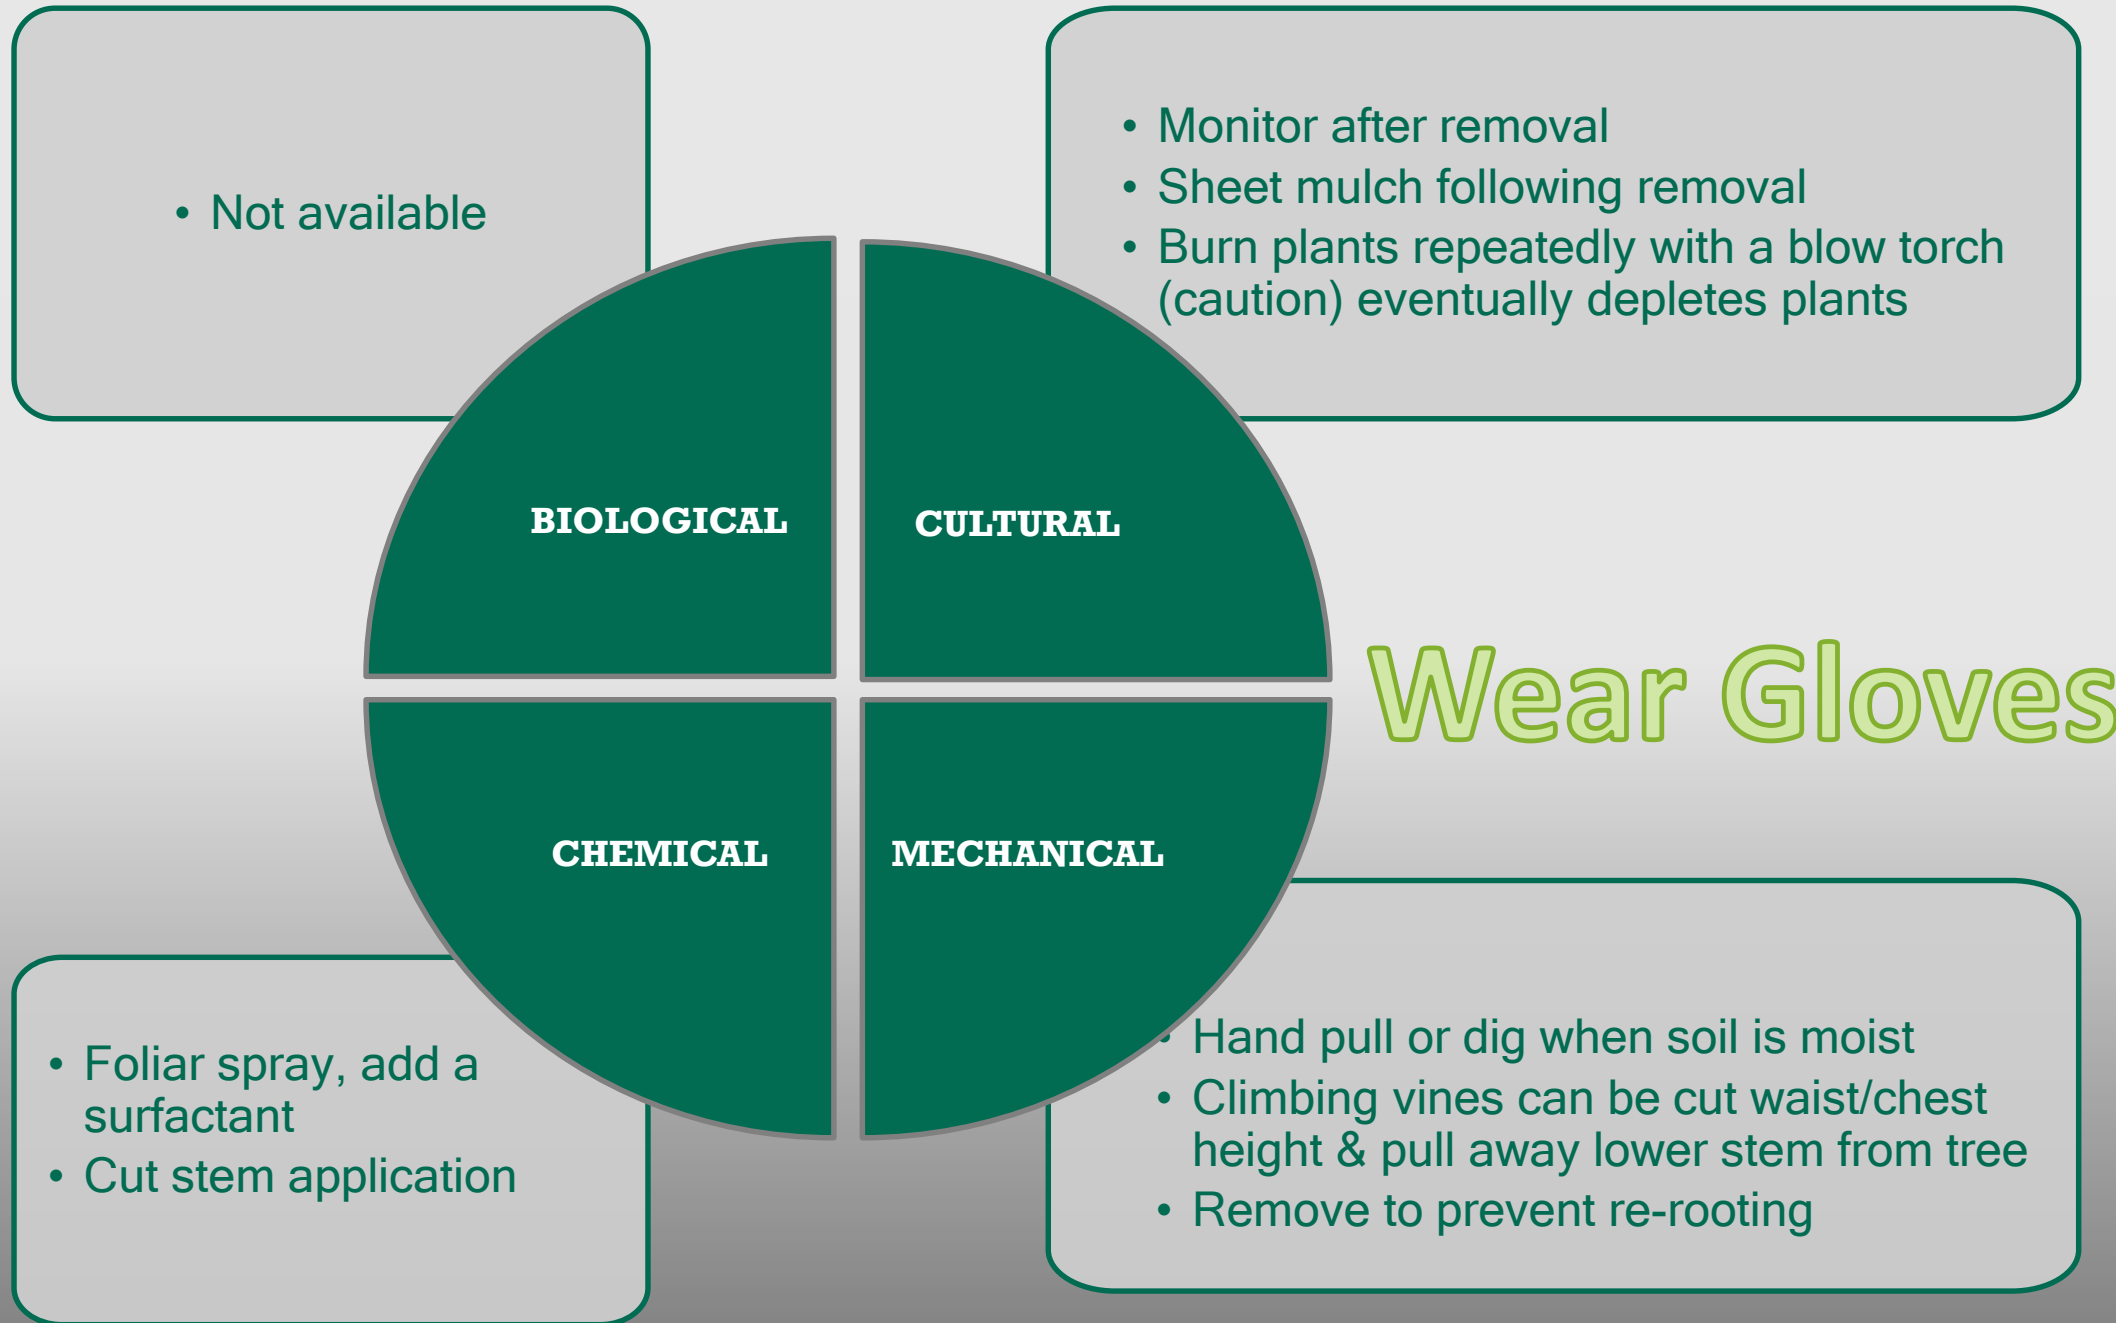 • Not available
• Monitor after removal
• Sheet mulch following removal
• Burn plants repeatedly with a blow torch
(caution) eventually depletes plants
BIOLOGICAL
CULTURAL
Wear Gloves
CHEMICAL
MECHANICAL
• Foliar spray, add a
surfactant
• Cut stem application
• Hand pull or dig when soil is moist
• Climbing vines can be cut waist/chest
height & pull away lower stem from tree
• Remove to prevent re-rooting